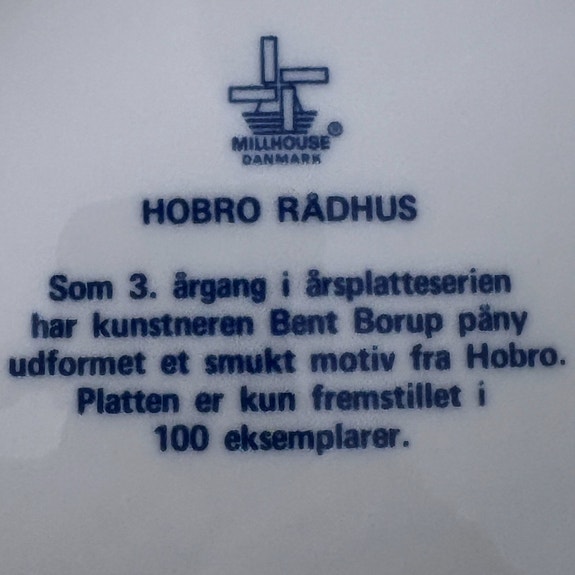 MILLHOUSE®
DANMARK
HOBRO RÅDHUS
Som 3. årgang i årsplatteserien
har kunstneren Bent Borup påny
udformet et smukt motiv fra Hobro.
Platten er kun fremstillet i
100 eksemplarer.